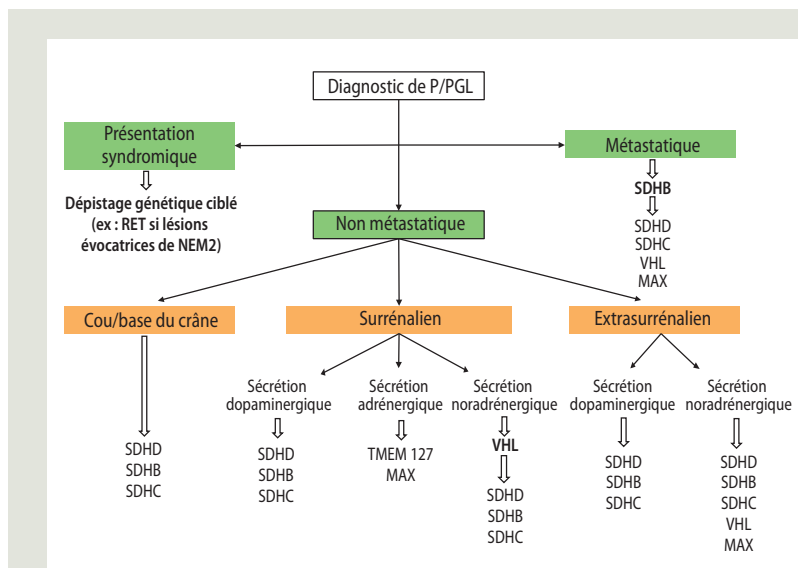 Diagnostic de P/PGL
Présentation
syndromique
Métastatique
Dépistage génétique ciblé
(ex : RET si lésions
évocatrices de NEM2)
SDHB
SDHD
SDHC
VHL
MAX
Non métastatique
Cou/base du crâne
Surrénalien
Extrasurrénalien
SDHD
SDHB
SDHC
Sécrétion
dopaminergique
SDHD
SDHB
SDHC
Sécrétion
adrénergique
TMEM 127
MAX
Sécrétion
noradrénergique
VHL
SDHD
SDHB
SDHC
Sécrétion
dopaminergique
SDHD
SDHB
SDHC
Sécrétion
noradrénergique
SDHD
SDHB
SDHC
VHL
MAX